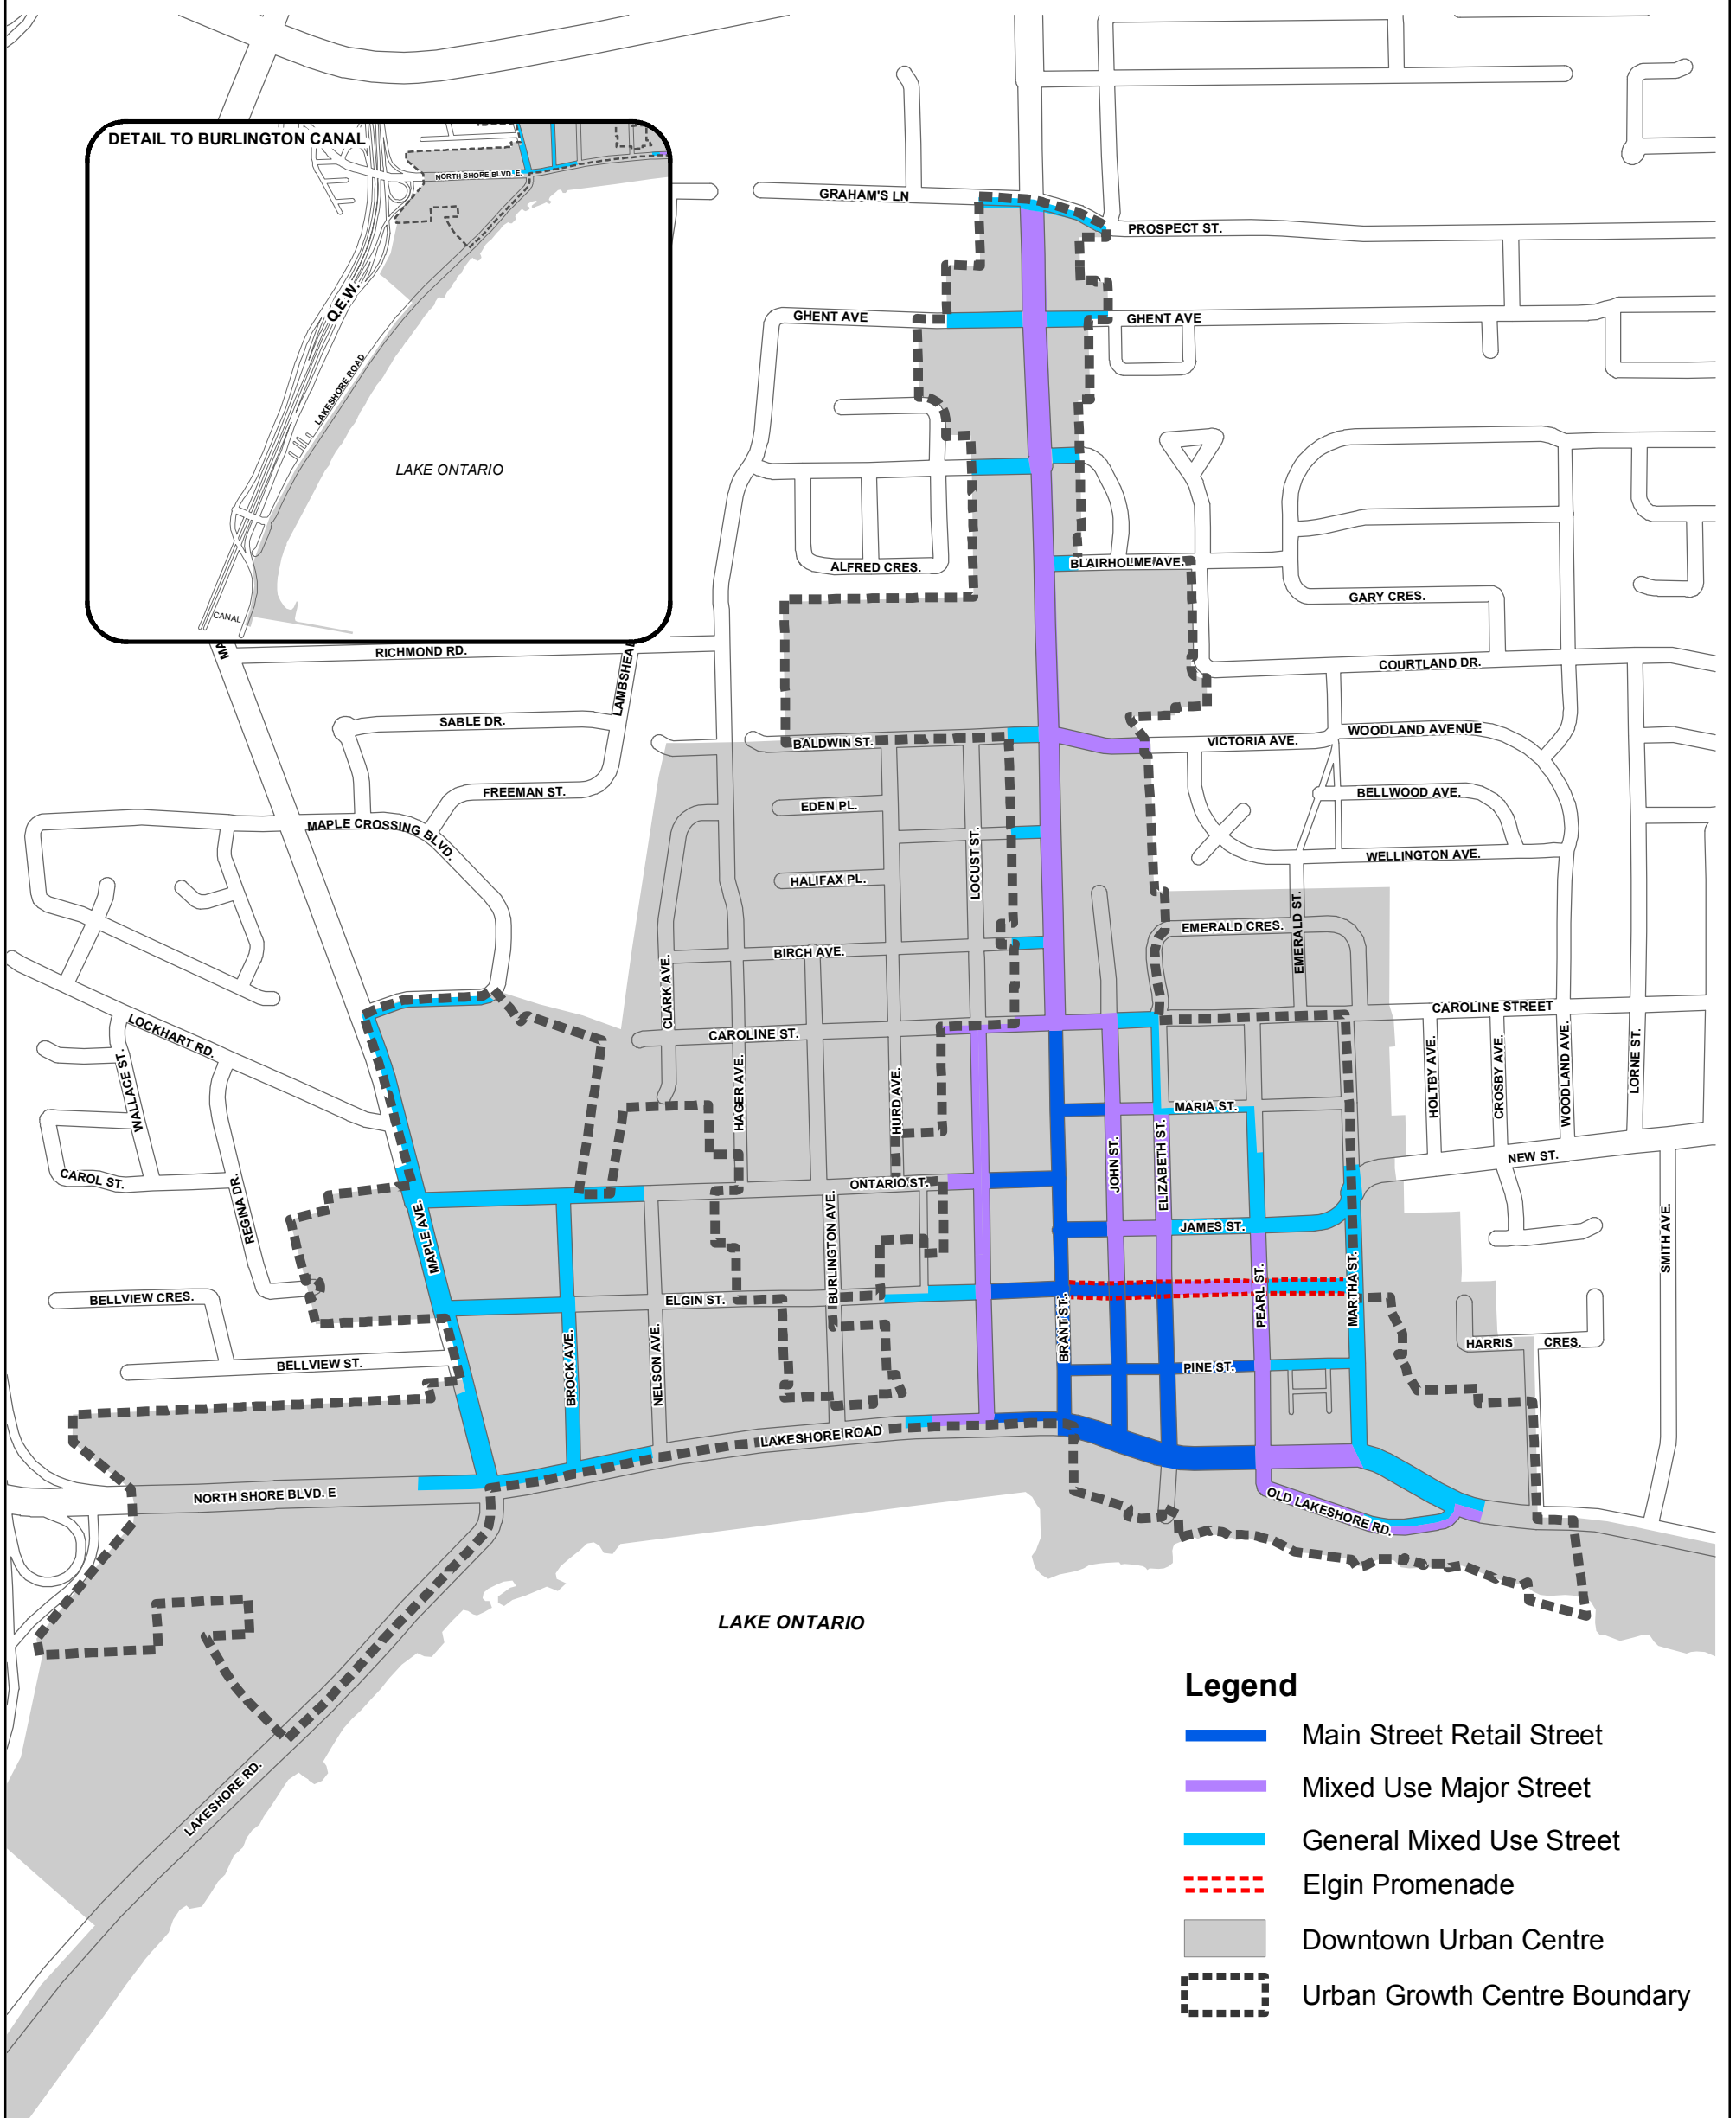 DETAIL TO BURLINGTON CANAL
NORTH SHORE BLVD. E.
Q.E.W.
LAKESHORE ROAD
LAKE ONTARIO
CANAL
GRAHAM'S LN
PROSPECT ST.
GHENT AVE
GHENT AVE
ALFRED CRES.
BLAIRHOLME AVE.
GARY CRES.
RICHMOND RD.
COURTLAND DR.
SABLE DR.
BALDWIN ST.
VICTORIA AVE.
WOODLAND AVENUE
FREEMAN ST.
EDEN PL.
BELLWOOD AVE.
MAPLE CROSSING BLVD.
LOCUST ST.
WELLINGTON AVE.
HALIFAX PL.
EMERALD CRES.
EMERALD ST.
BIRCH AVE.
CLARK AVE.
CAROLINE STREET
LOCKHART RD.
CAROLINE ST.
WALLACE ST.
HAGER AVE.
HURD AVE.
MARIA ST.
HOLTBY AVE.
CROSBY AVE.
WOODLAND AVE.
LORNE ST.
JOHN ST.
ELIZABETH ST.
NEW ST.
CAROL ST.
REGINA DR.
ONTARIO ST.
MAPLE AVE.
BURLINGTON AVE.
JAMES ST.
SMITH AVE.
BELLVIEW CRES.
ELGIN ST.
BRANT ST.
PEARL ST.
MARTHA ST.
BELLVIEW ST.
BROCK AVE.
NELSON AVE.
PINE ST.
HARRIS CRES.
LAKESHORE ROAD
NORTH SHORE BLVD. E
OLD LAKESHORE RD.
LAKE ONTARIO
LAKESHORE RD.
Legend
Main Street Retail Street
Mixed Use Major Street
General Mixed Use Street
Elgin Promenade
Downtown Urban Centre
Urban Growth Centre Boundary